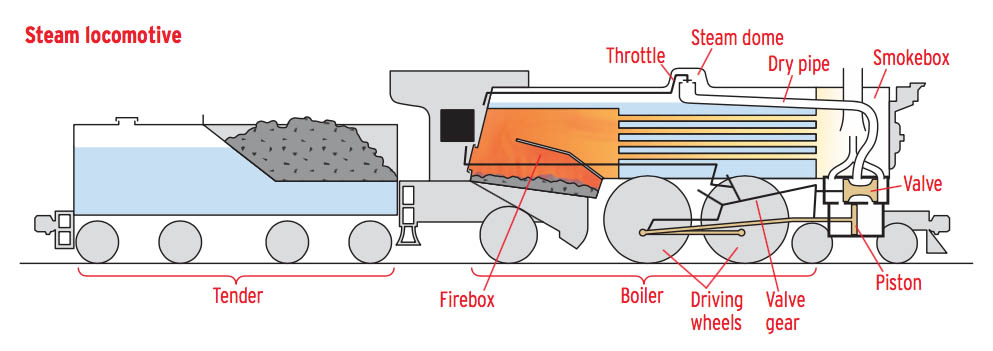 Steam locomotive
Throttle
Steam dome
Dry pipe
Smokebox
Valve
Piston
Tender
Firebox
Boiler
Driving
wheels
Valve
gear